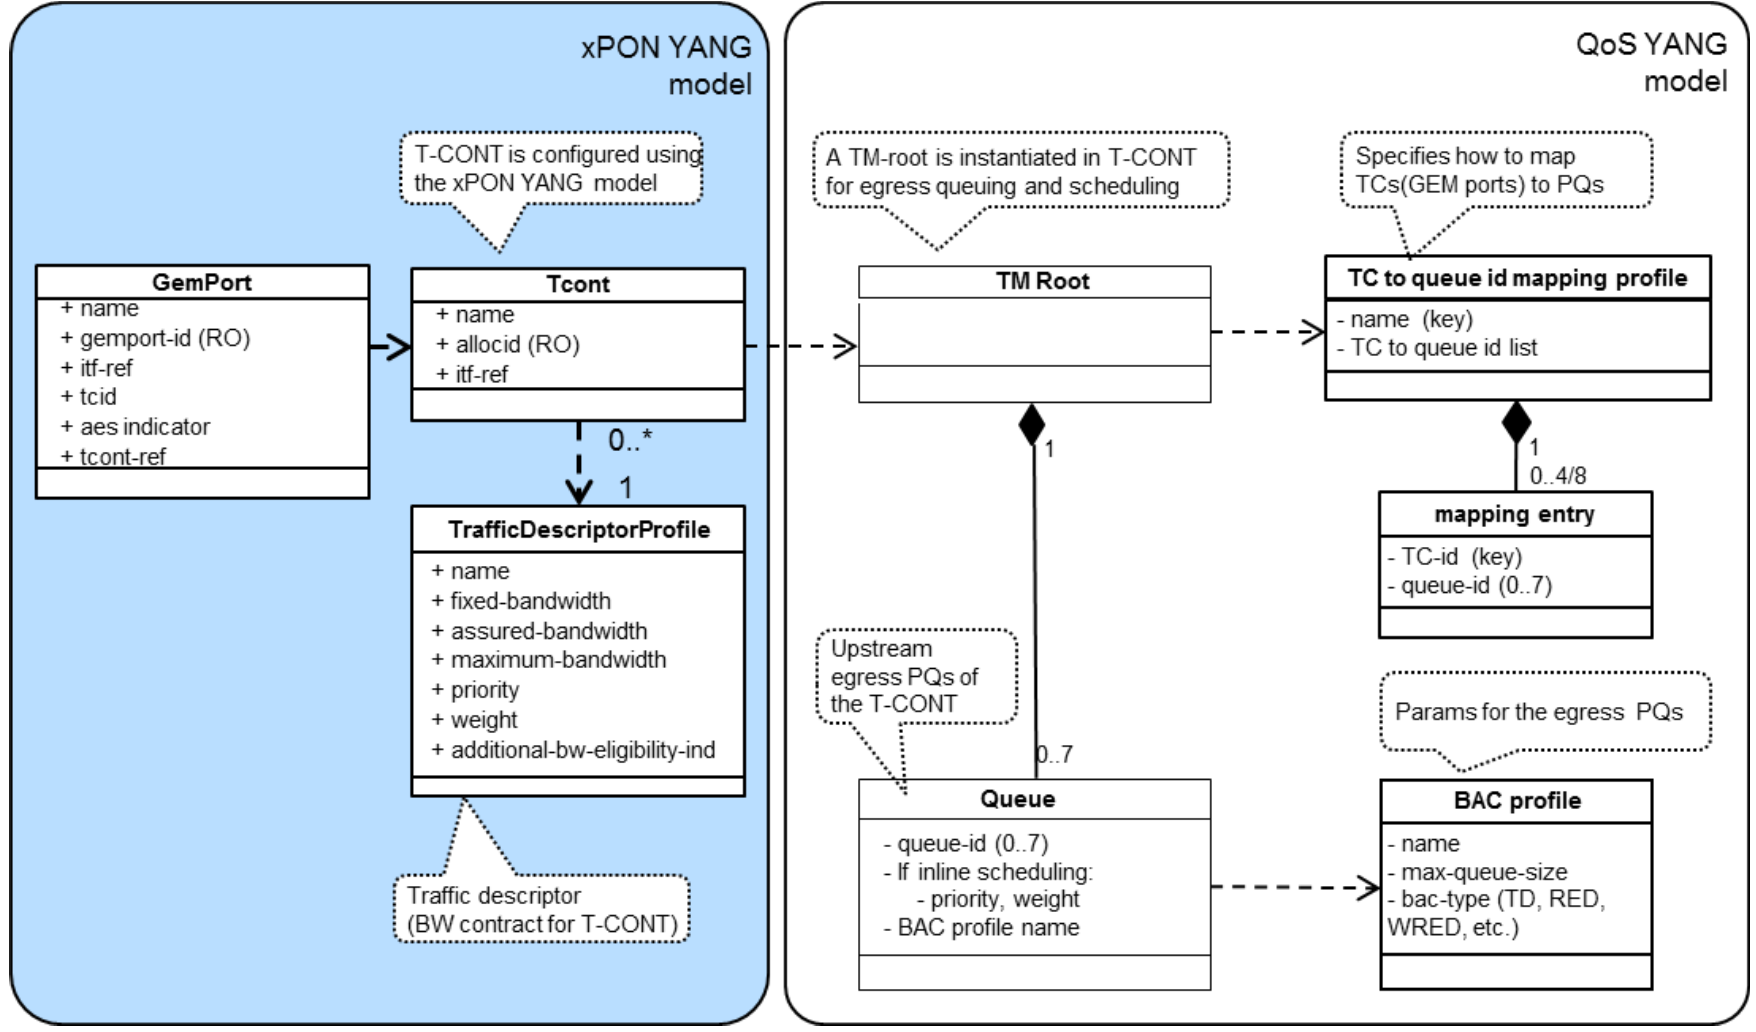 xPON YANG
model
QoS YANG
model
T-CONT is configured using
the xPON YANG model
A TM-root is instantiated in T-CONT
for egress queuing and scheduling
Specifies how to map
TCs(GEM ports) to PQs
GemPort
+ name
+ gemport-id (RO)
+ itf-ref
+ tcid
+ aes indicator
+ tcont-ref
Tcont
+ name
+ allocid (RO)
+ itf-ref
0..*
1
TrafficDescriptorProfile
+ name
+ fixed-bandwidth
+ assured-bandwidth
+ maximum-bandwidth
+ priority
+ weight
+ additional-bw-eligibility-ind
Traffic descriptor
(BW contract for T-CONT)
TM Root
1
0..7
TC to queue id mapping profile
- name (key)
- TC to queue id list
1
0..4/8
mapping entry
- TC-id (key)
- queue-id (0..7)
Upstream
egress PQs of
the T-CONT
Queue
- queue-id (0..7)
- If inline scheduling:
- priority, weight
- BAC profile name
Params for the egress PQs
BAC profile
- name
- max-queue-size
- bac-type (TD, RED,
WRED, etc.)